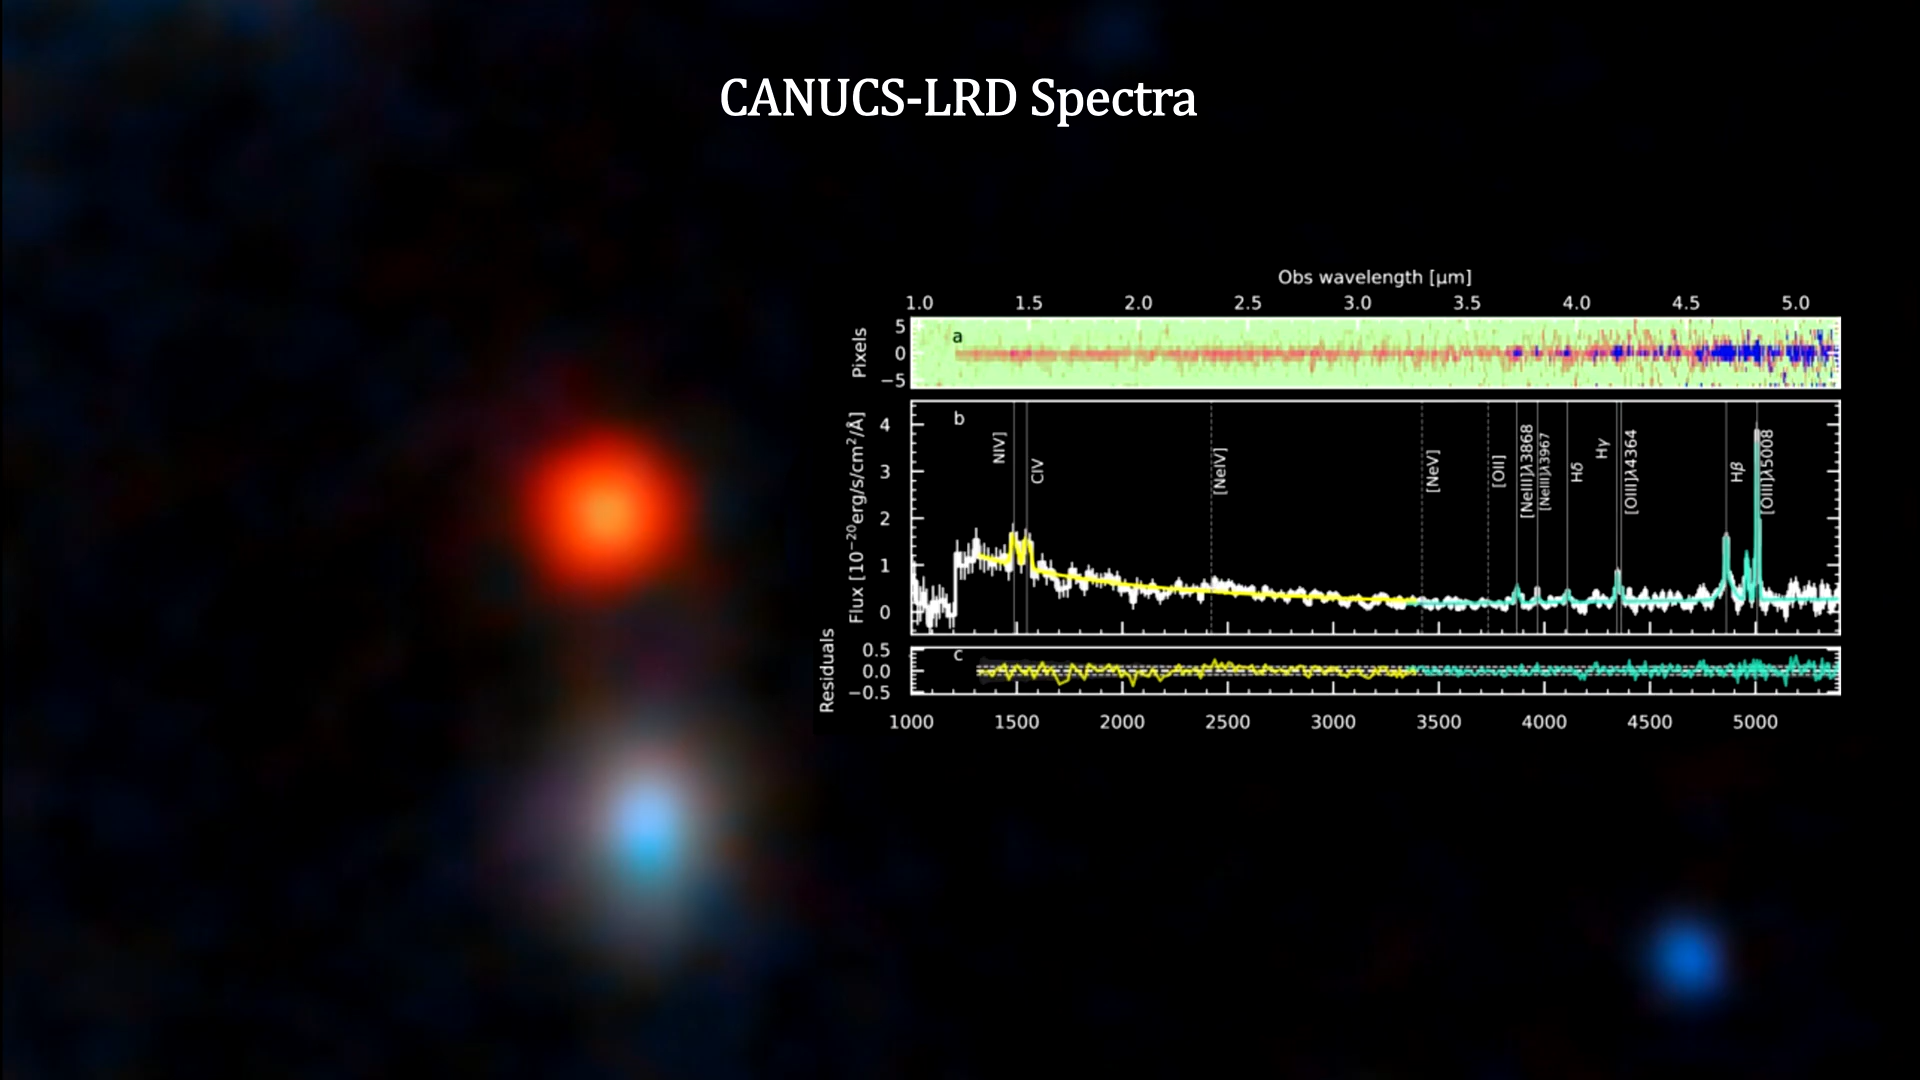 CANUCS-LRD Spectra
Obs wavelength [μm]
1.0 1.5 2.0 2.5 3.0 3.5 4.0 4.5 5.0
Pixels
5
0
−5
a
Flux [10⁻²⁰erg/s/cm²/Å]
4
3
2
1
0
b
NIV]
CIV
[NeIV]
[NeV]
[OII]
[NeIII]λ3868
[NeIII]λ3967
Hδ
Hγ
[OIII]λ4364
Hβ
[OIII]λ5008
Residuals
0.5
0.0
−0.5
c
1000 1500 2000 2500 3000 3500 4000 4500 5000